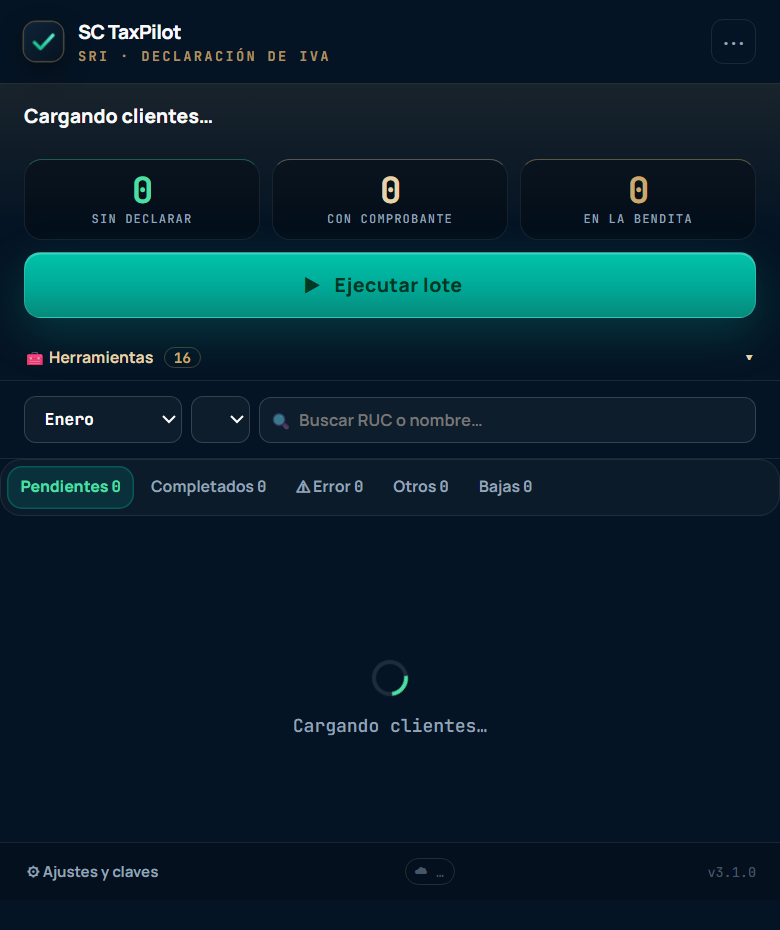 SC TaxPilot
SRI · DECLARACIÓN DE IVA
...
Cargando clientes…
0
SIN DECLARAR
0
CON COMPROBANTE
0
EN LA BENDITA
▶ Ejecutar lote
🧰 Herramientas 16 ▾
Enero
🔍 Buscar RUC o nombre…
Pendientes 0 Completados 0 ⚠ Error 0 Otros 0 Bajas 0
Cargando clientes…
⚙ Ajustes y claves ☁ … v3.1.0